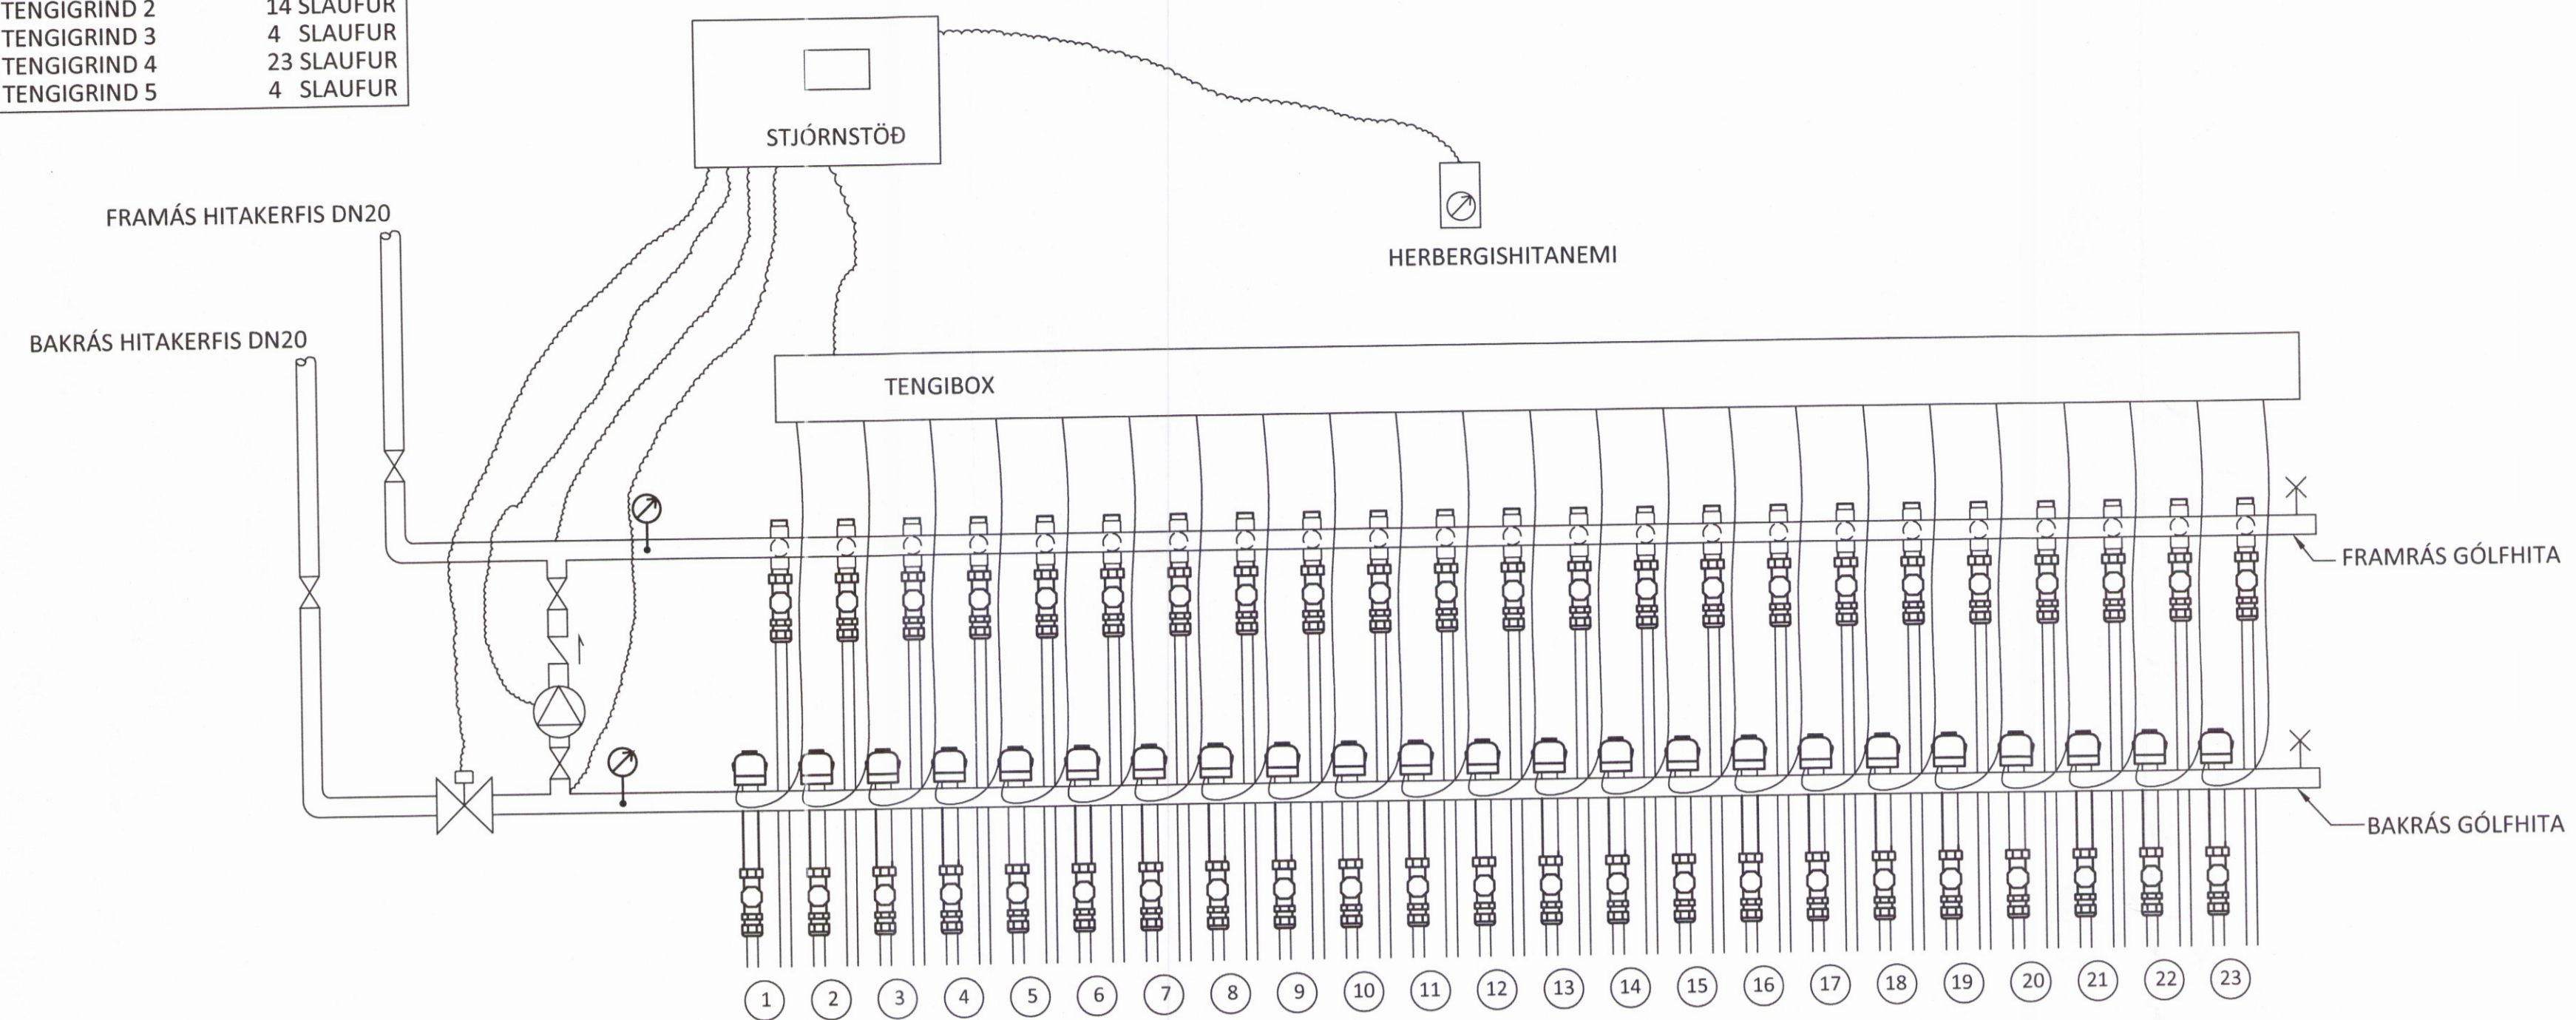 TENGIGRIND 2 14 SLAUFUR
TENGIGRIND 3 4 SLAUFUR
TENGIGRIND 4 23 SLAUFUR
TENGIGRIND 5 4 SLAUFUR
STJÓRNSTÖÐ
FRAMÁS HITAKERFIS DN20
HERBERGISHITANEMI
BAKRÁS HITAKERFIS DN20
TENGIBOX
FRAMRÁS GÓLFHITA
BAKRÁS GÓLFHITA
1 2 3 4 5 6 7 8 9 10 11 12 13 14 15 16 17 18 19 20 21 22 23